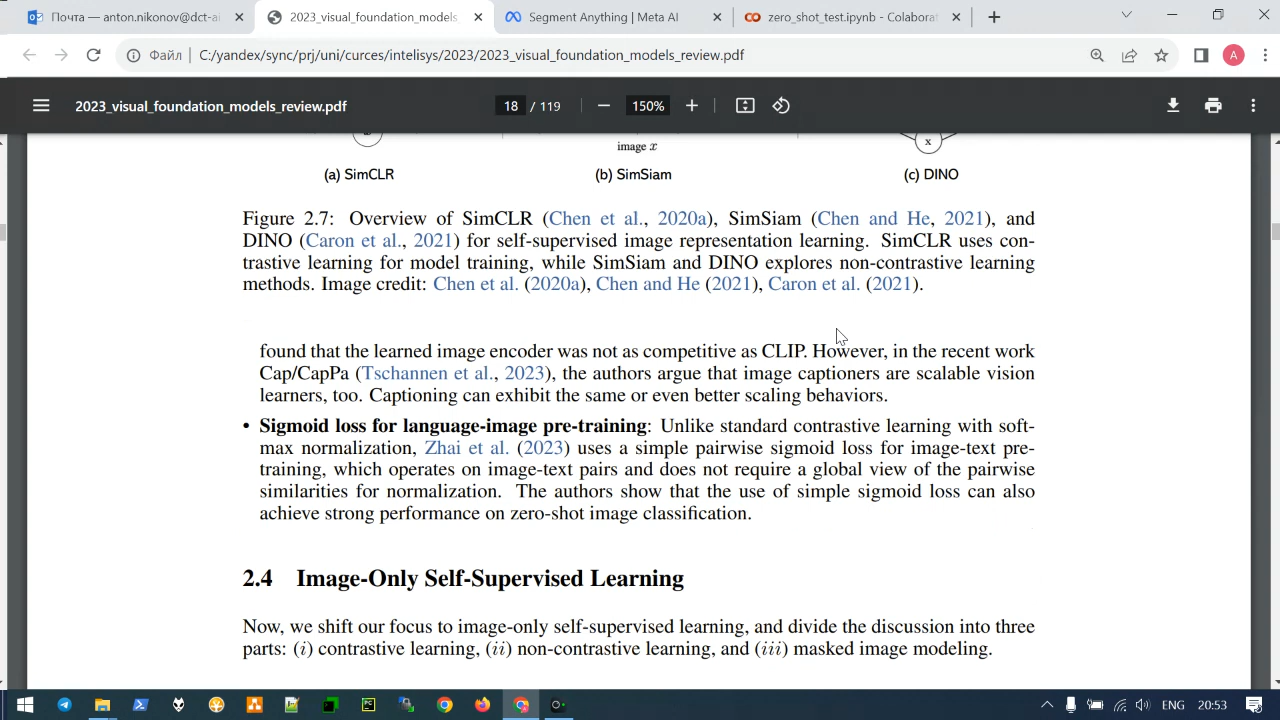 Почта — anton.nikonov@dct-ai
2023_visual_foundation_models
Segment Anything | Meta AI
zero_shot_test.ipynb - Colaborat
Файл
C:/yandex/sync/prj/uni/curces/intelisys/2023/2023_visual_foundation_models_review.pdf
A
2023_visual_foundation_models_review.pdf
18 / 119
150%
image x
x
(a) SimCLR
(b) SimSiam
(c) DINO
Figure 2.7: Overview of SimCLR (Chen et al., 2020a), SimSiam (Chen and He, 2021), and
DINO (Caron et al., 2021) for self-supervised image representation learning. SimCLR uses con-
trastive learning for model training, while SimSiam and DINO explores non-contrastive learning
methods. Image credit: Chen et al. (2020a), Chen and He (2021), Caron et al. (2021).
found that the learned image encoder was not as competitive as CLIP. However, in the recent work
Cap/CapPa (Tschannen et al., 2023), the authors argue that image captioners are scalable vision
learners, too. Captioning can exhibit the same or even better scaling behaviors.
• Sigmoid loss for language-image pre-training: Unlike standard contrastive learning with soft-
max normalization, Zhai et al. (2023) uses a simple pairwise sigmoid loss for image-text pre-
training, which operates on image-text pairs and does not require a global view of the pairwise
similarities for normalization. The authors show that the use of simple sigmoid loss can also
achieve strong performance on zero-shot image classification.
2.4 Image-Only Self-Supervised Learning
Now, we shift our focus to image-only self-supervised learning, and divide the discussion into three
parts: (i) contrastive learning, (ii) non-contrastive learning, and (iii) masked image modeling.
ENG
20:53